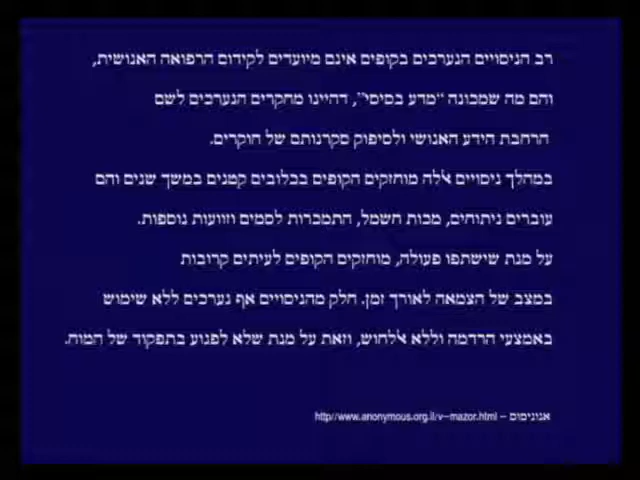 רב הניסויים הנערכים בקופים אינם מיועדים לקידום הרפואה האנושית,
והם מה שמכונה "מדע בסיסי", דהיינו מחקרים הנערכים לשם
הרחבת הידע האנושי ולסיפוק סקרנותם של חוקרים.
במהלך ניסויים אלה מוחזקים הקופים בכלובים קטנים במשך שנים והם
עוברים ניתוחים, מכות חשמל, התמכרות לסמים וזוועות נוספות.
על מנת שישתפו פעולה, מוחזקים הקופים לעיתים קרובות
במצב של הצמאה לאורך זמן. חלק מהניסויים אף נערכים ללא שימוש
באמצעי הרדמה וללא אלחוש, וזאת על מנת שלא לפגוע בתפקוד של המוח.
אנונימוס – http//www.anonymous.org.il/v-mazor.html